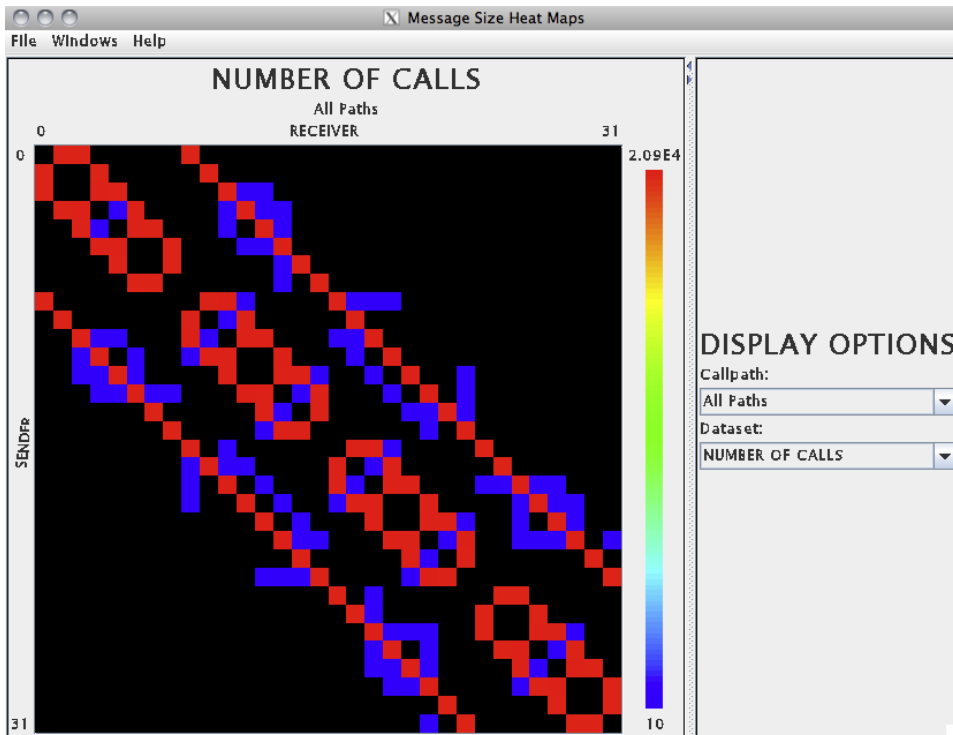 Message Size Heat Maps
File Windows Help
NUMBER OF CALLS
All Paths
0 RECEIVER 31
0
2.09E4
SENDER
31
10
DISPLAY OPTIONS
Callpath:
All Paths
Dataset:
NUMBER OF CALLS